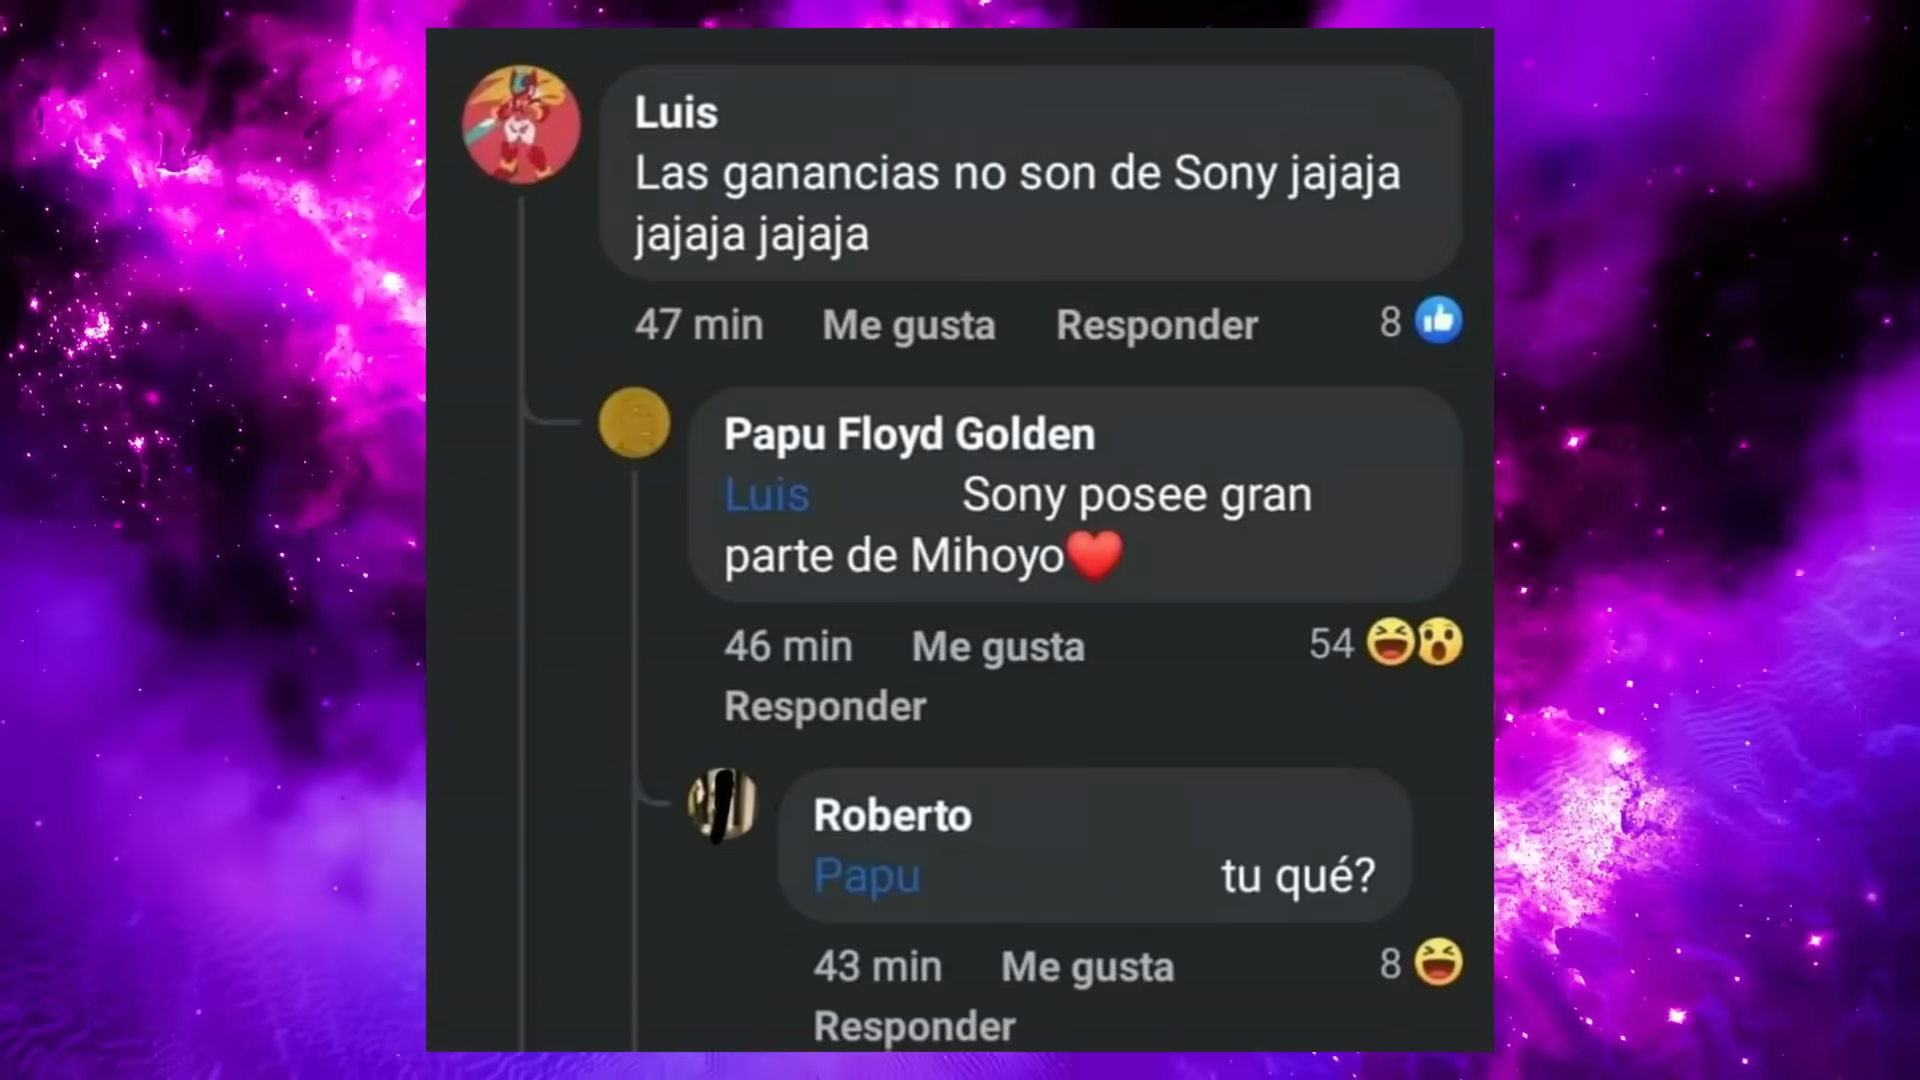 Luis
Las ganancias no son de Sony jajaja
jajaja jajaja
47 min Me gusta Responder 8
Papu Floyd Golden
Luis Sony posee gran
parte de Mihoyo❤️
46 min Me gusta 54 😆😯
Responder
Roberto
Papu tu qué?
43 min Me gusta 8 😆
Responder